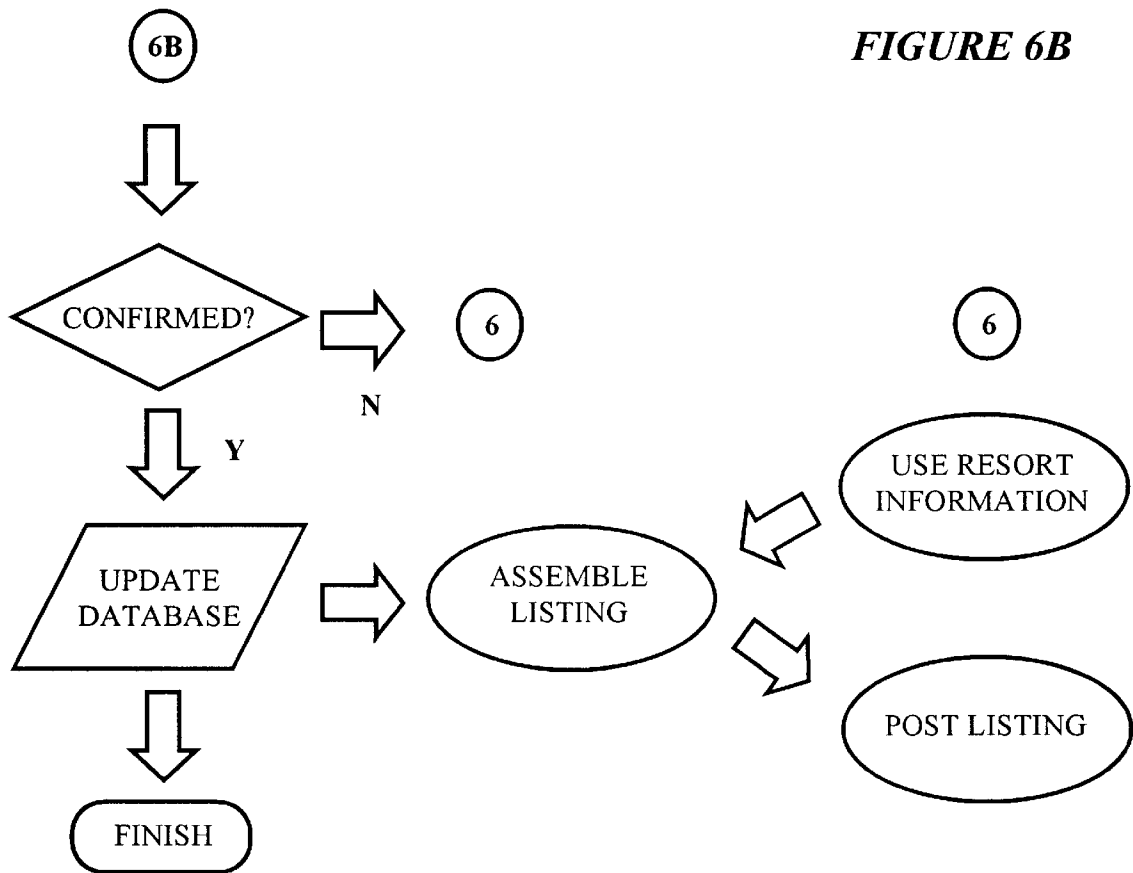 6B
FIGURE 6B
CONFIRMED?
6
6
N
Y
USE RESORT
INFORMATION
UPDATE
DATABASE
ASSEMBLE
LISTING
POST LISTING
FINISH